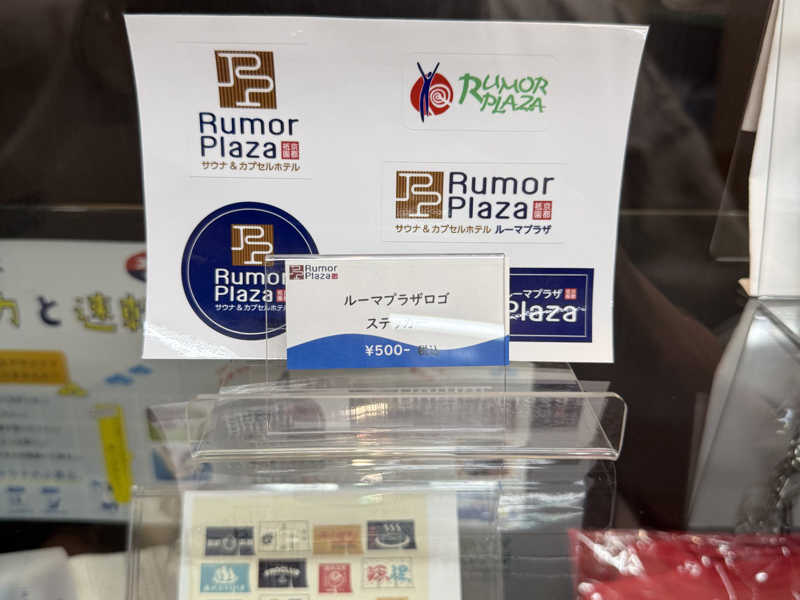 Rumor
Plaza
京都
祇園
サウナ＆カプセルホテル
RUMOR
PLAZA
Rumor
Plaza
京都
祇園
サウナ＆カプセルホテル ルーマプラザ
Rumor
Plaza
サウナ＆カプセルホテル
ルーマプラザ
Plaza
Rumor
Plaza
ルーマプラザロゴ
¥500- 税込